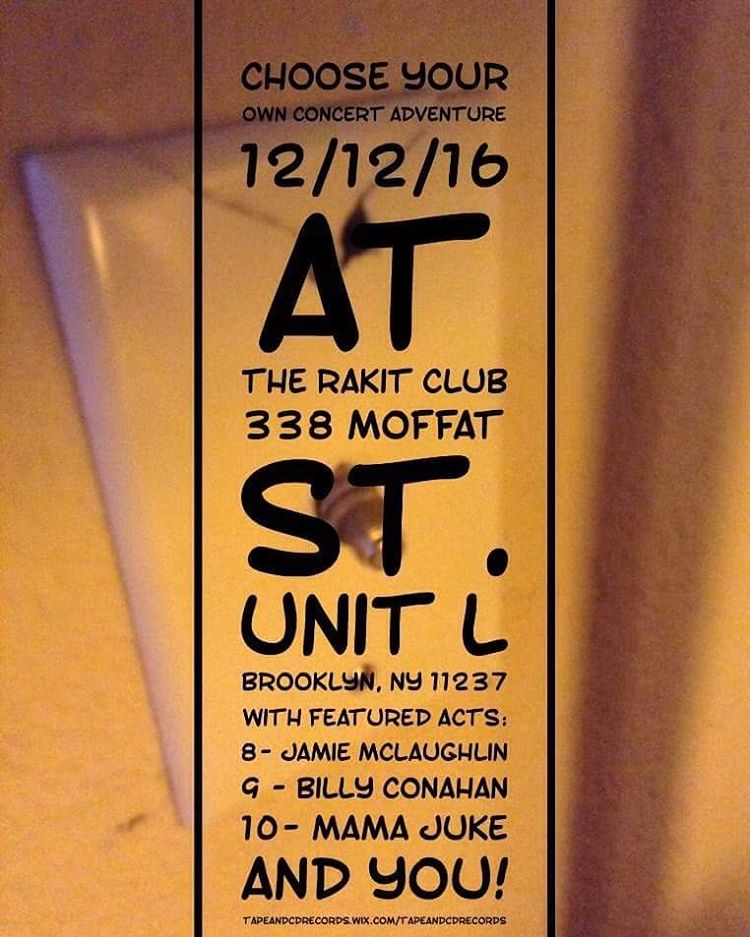 CHOOSE YOUR
OWN CONCERT ADVENTURE
12/12/16
AT
THE RAKIT CLUB
338 MOFFAT
ST.
UNIT L
BROOKLYN, NY 11237
WITH FEATURED ACTS:
8- JAMIE MCLAUGHLIN
9 - BILLY CONAHAN
10- MAMA JUKE
AND YOU!
TAPEANDCDRECORDS.WIX.COM/TAPEANDCDRECORDS